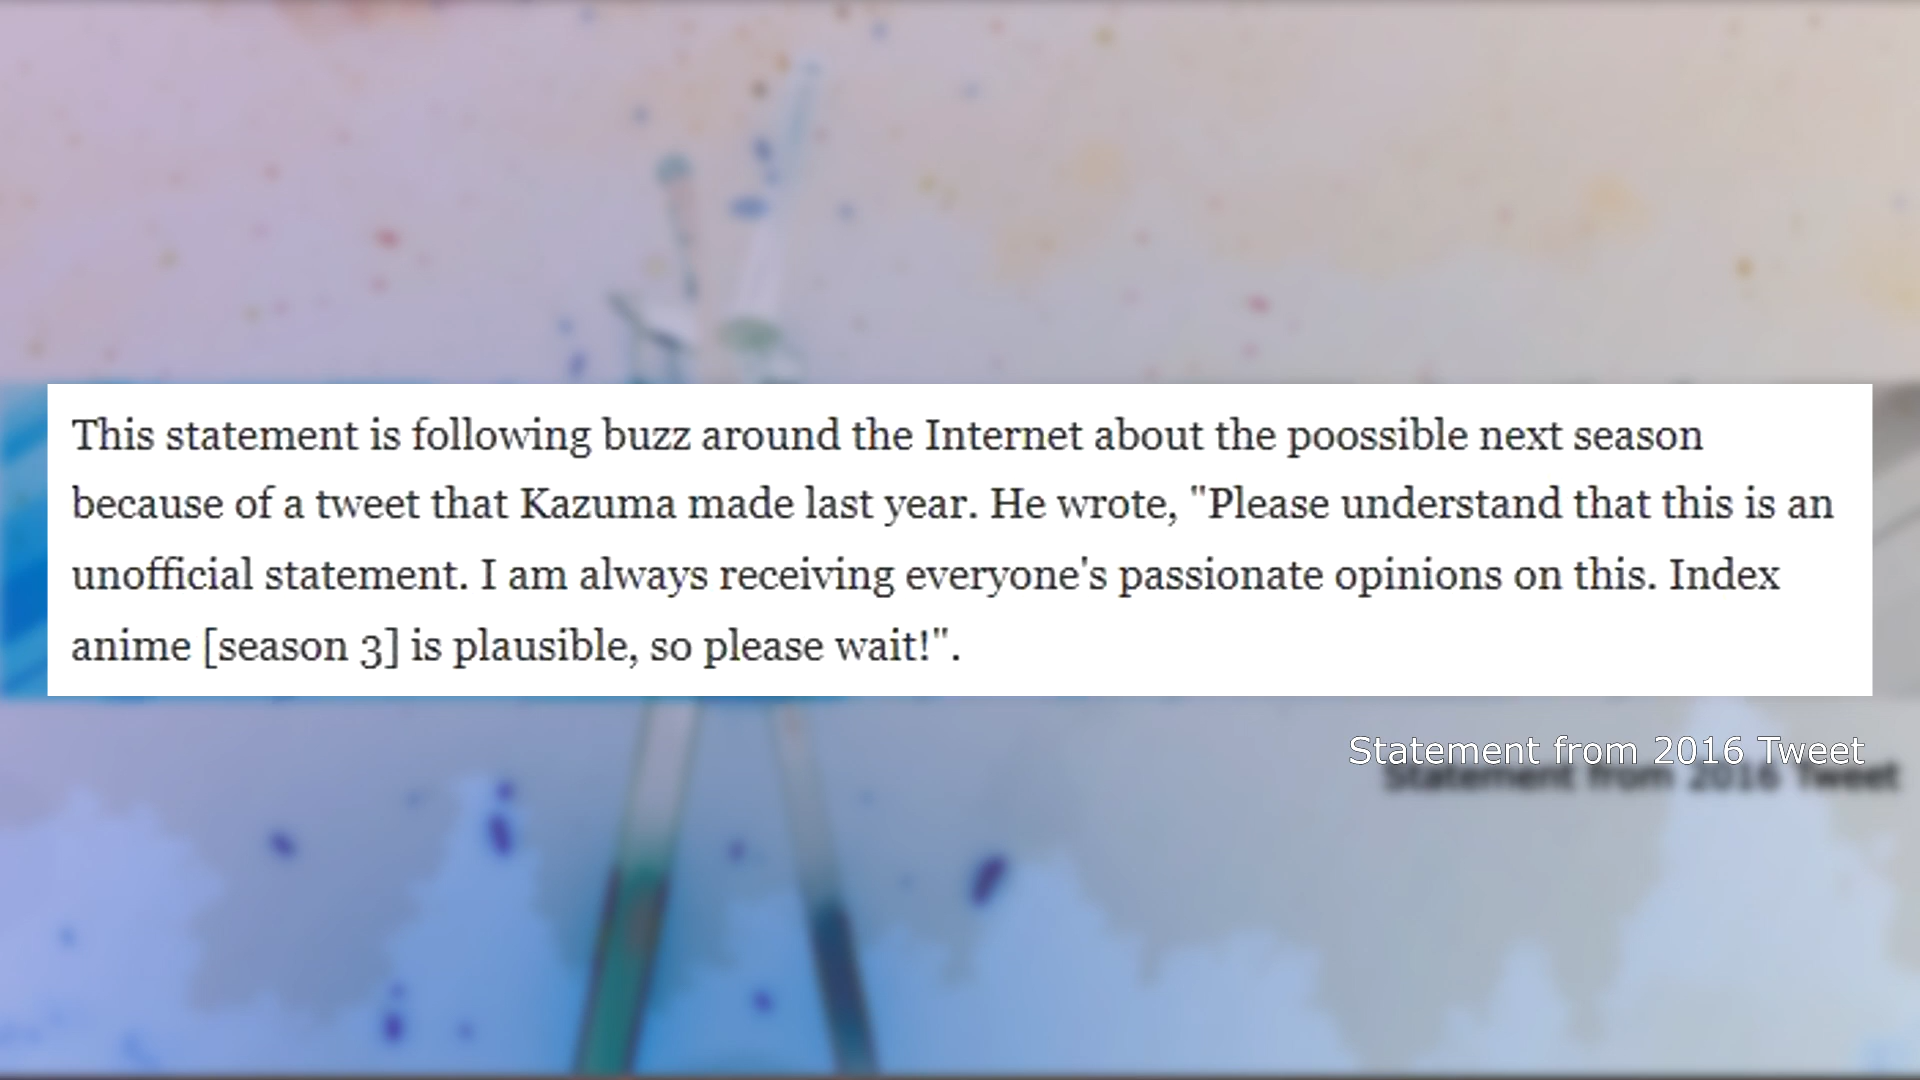 This statement is following buzz around the Internet about the poossible next season
because of a tweet that Kazuma made last year. He wrote, "Please understand that this is an
unofficial statement. I am always receiving everyone's passionate opinions on this. Index
anime [season 3] is plausible, so please wait!".
Statement from 2016 Tweet